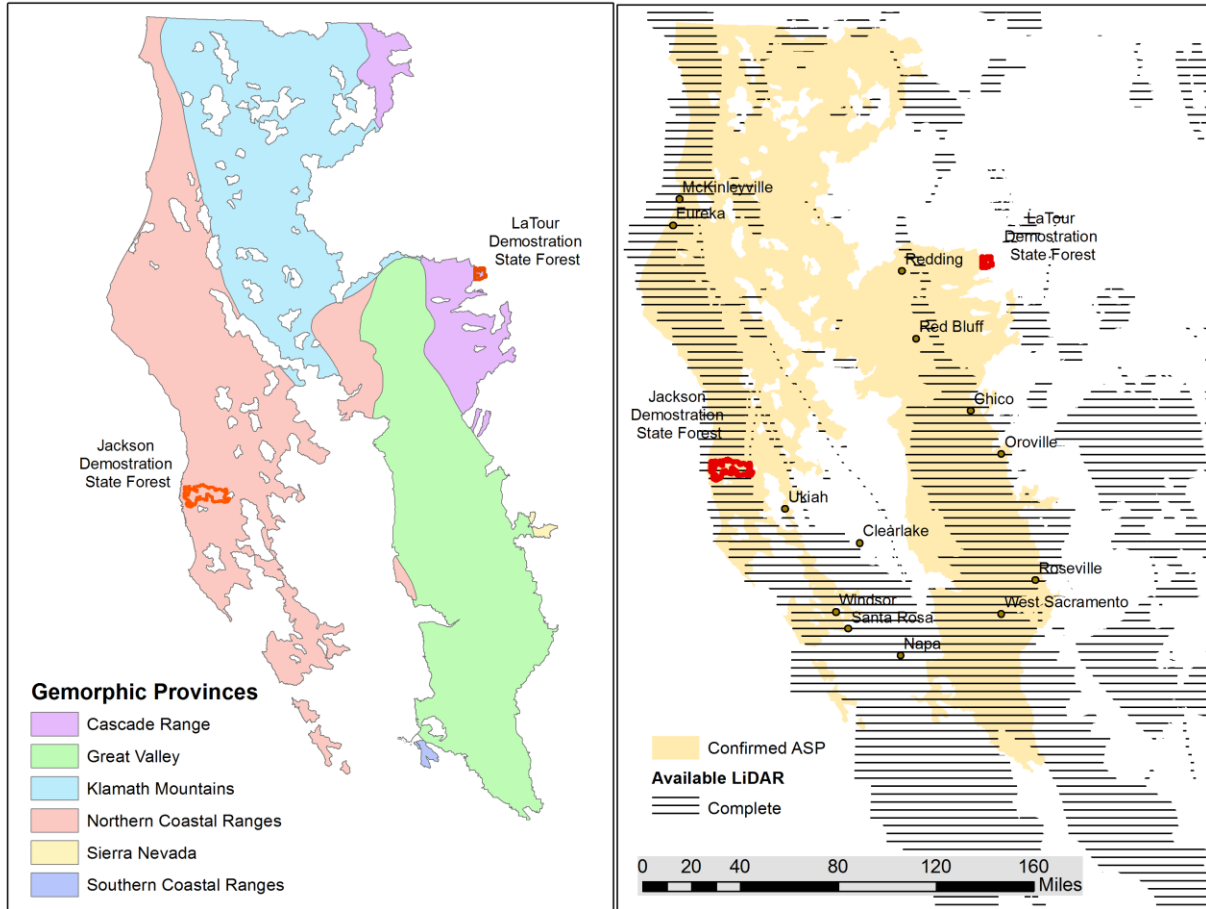 LaTour
Demostration
State Forest
Jackson
Demostration
State Forest
Gemorphic Provinces
Cascade Range
Great Valley
Klamath Mountains
Northern Coastal Ranges
Sierra Nevada
Southern Coastal Ranges
McKinleyville
Eureka
LaTour
Demostration
State Forest
Redding
Red Bluff
Jackson
Demostration
State Forest
Chico
Oroville
Ukiah
Clearlake
Roseville
Windsor
West Sacramento
Santa Rosa
Napa
Confirmed ASP
Available LiDAR
Complete
0 20 40 80 120 160
Miles